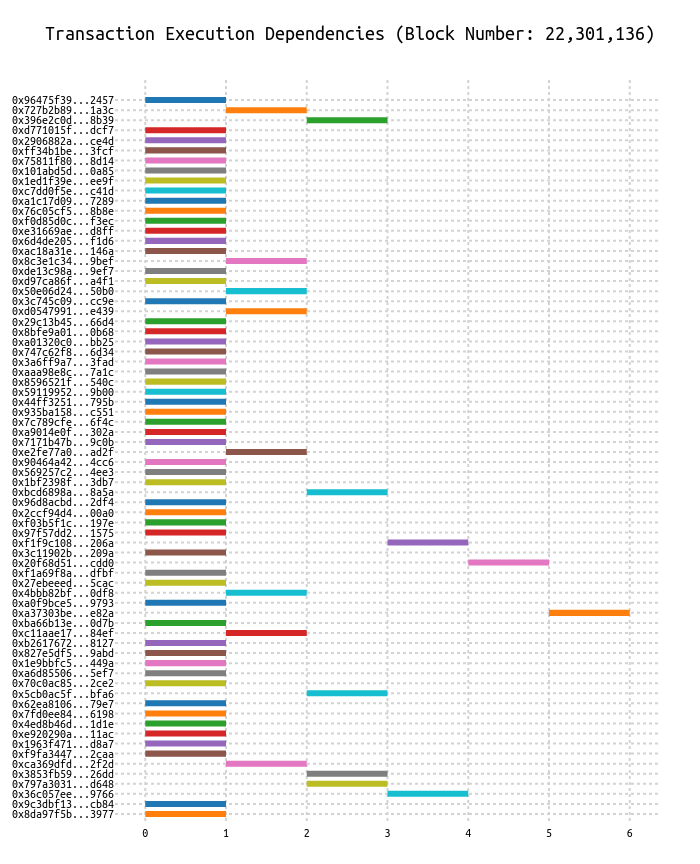 Transaction Execution Dependencies (Block Number: 22,301,136)
0x96475f39...2457
0x727b2b89...1a3c
0x396e2c0d...8b39
0xd771015f...dcf7
0x2906882a...ce4d
0xff34b1be...3fcf
0x75811f80...8d14
0x101abd5d...0a85
0x1ed1f39e...ee9f
0xc7dd0f5e...c41d
0xa1c17d09...7289
0x76c05cf5...8b8e
0xf0d85d0c...f3ec
0xe31669ae...d8ff
0x6d4de205...f1d6
0xac18a31e...146a
0x8c3e1c34...9bef
0xde13c98a...9ef7
0xd97ca86f...a4f1
0x50e06d24...50b0
0x3c745c09...cc9e
0xd0547991...e439
0x29c13b45...66d4
0x8bfe9a01...0b68
0xa01320c0...bb25
0x747c62f8...6d34
0x3a6ff9a7...3fad
0xaaa98e8c...7a1c
0x8596521f...540c
0x59119952...9b00
0x44ff3251...795b
0x935ba158...c551
0x7c789cfe...6f4c
0xa9014e0f...302a
0x7171b47b...9c0b
0xe2fe77a0...ad2f
0x90464a42...4cc6
0x569257c2...4ee3
0x1bf2398f...3db7
0xbcd6898a...8a5a
0x96d8acbd...2df4
0x2ccf94d4...00a0
0xf03b5f1c...197e
0x97f57dd2...1575
0xf1f9c108...206a
0x3c11902b...209a
0x20f68d51...cdd0
0xf1a69f8a...dfbf
0x27ebeeed...5cac
0x4bbb82bf...0df8
0xa0f9bce5...9793
0xa37303be...e82a
0xba66b13e...0d7b
0xc11aae17...84ef
0xb2617672...8127
0x827e5df5...9abd
0x1e9bbfc5...449a
0xa6d85506...5ef7
0x70c0ac85...2ce2
0x5cb0ac5f...bfa6
0x62ea8106...79e7
0x7fd0ee84...6198
0x4ed8b46d...1d1e
0xe920290a...11ac
0x1963f471...d8a7
0xf9fa3447...2caa
0xca369dfd...2f2d
0x3853fb59...26dd
0x797a3031...d648
0x36c057ee...9766
0x9c3dbf13...cb84
0x8da97f5b...3977
0 1 2 3 4 5 6